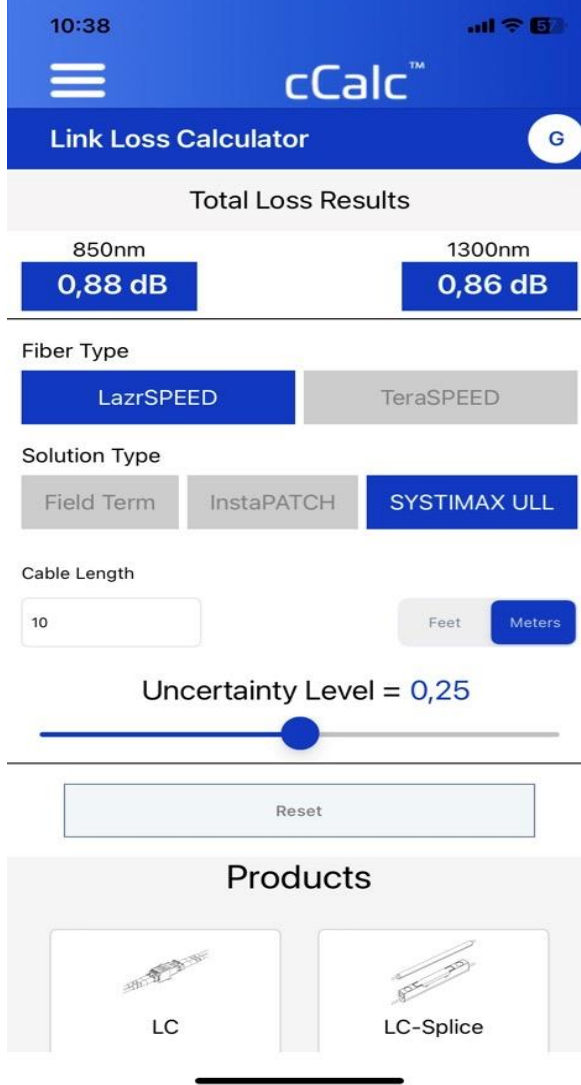 10:38
57
cCalc™
Link Loss Calculator
G
Total Loss Results
850nm 1300nm
0,88 dB 0,86 dB
Fiber Type
LazrSPEED TeraSPEED
Solution Type
Field Term InstaPATCH SYSTIMAX ULL
Cable Length
10 Feet Meters
Uncertainty Level = 0,25
Reset
Products
LC LC-Splice